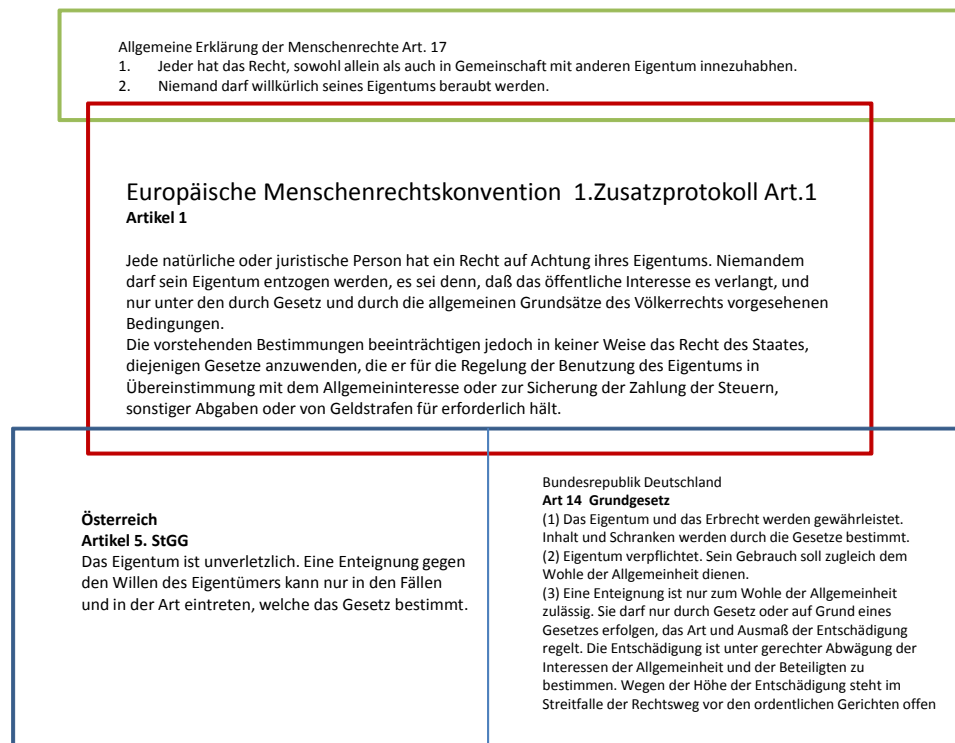 Allgemeine Erklärung der Menschenrechte Art. 17
1. Jeder hat das Recht, sowohl allein als auch in Gemeinschaft mit anderen Eigentum innezuhabhen.
2. Niemand darf willkürlich seines Eigentums beraubt werden.
Europäische Menschenrechtskonvention 1.Zusatzprotokoll Art.1
Artikel 1
Jede natürliche oder juristische Person hat ein Recht auf Achtung ihres Eigentums. Niemandem
darf sein Eigentum entzogen werden, es sei denn, daß das öffentliche Interesse es verlangt, und
nur unter den durch Gesetz und durch die allgemeinen Grundsätze des Völkerrechts vorgesehenen
Bedingungen.
Die vorstehenden Bestimmungen beeinträchtigen jedoch in keiner Weise das Recht des Staates,
diejenigen Gesetze anzuwenden, die er für die Regelung der Benutzung des Eigentums in
Übereinstimmung mit dem Allgemeininteresse oder zur Sicherung der Zahlung der Steuern,
sonstiger Abgaben oder von Geldstrafen für erforderlich hält.
Österreich
Artikel 5. StGG
Das Eigentum ist unverletzlich. Eine Enteignung gegen
den Willen des Eigentümers kann nur in den Fällen
und in der Art eintreten, welche das Gesetz bestimmt.
Bundesrepublik Deutschland
Art 14 Grundgesetz
(1) Das Eigentum und das Erbrecht werden gewährleistet.
Inhalt und Schranken werden durch die Gesetze bestimmt.
(2) Eigentum verpflichtet. Sein Gebrauch soll zugleich dem
Wohle der Allgemeinheit dienen.
(3) Eine Enteignung ist nur zum Wohle der Allgemeinheit
zulässig. Sie darf nur durch Gesetz oder auf Grund eines
Gesetzes erfolgen, das Art und Ausmaß der Entschädigung
regelt. Die Entschädigung ist unter gerechter Abwägung der
Interessen der Allgemeinheit und der Beteiligten zu
bestimmen. Wegen der Höhe der Entschädigung steht im
Streitfalle der Rechtsweg vor den ordentlichen Gerichten offen